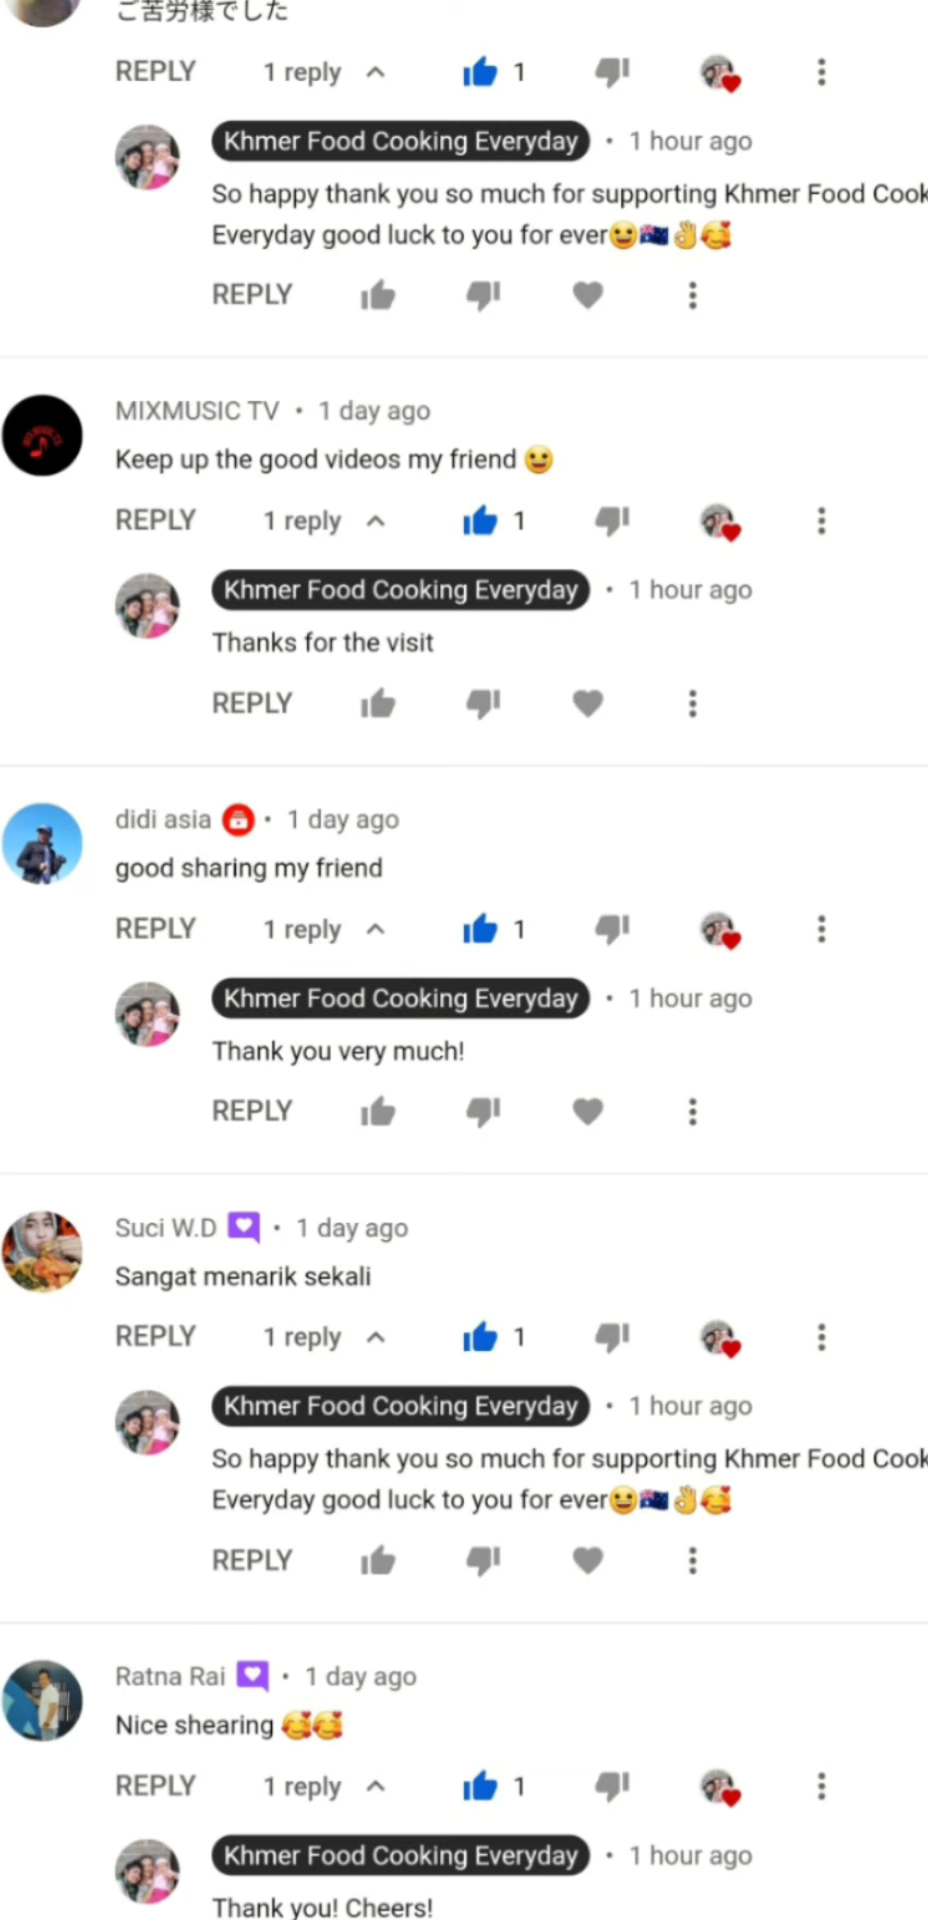 ご苦労様でした
REPLY 1 reply 1
Khmer Food Cooking Everyday • 1 hour ago
So happy thank you so much for supporting Khmer Food Cook
Everyday good luck to you for ever😀🇦🇺👌🥰
REPLY
MIXMUSIC TV • 1 day ago
Keep up the good videos my friend 😀
REPLY 1 reply 1
Khmer Food Cooking Everyday • 1 hour ago
Thanks for the visit
REPLY
didi asia • 1 day ago
good sharing my friend
REPLY 1 reply 1
Khmer Food Cooking Everyday • 1 hour ago
Thank you very much!
REPLY
Suci W.D • 1 day ago
Sangat menarik sekali
REPLY 1 reply 1
Khmer Food Cooking Everyday • 1 hour ago
So happy thank you so much for supporting Khmer Food Cook
Everyday good luck to you for ever😀🇦🇺👌🥰
REPLY
Ratna Rai • 1 day ago
Nice shearing 🥰🥰
REPLY 1 reply 1
Khmer Food Cooking Everyday • 1 hour ago
Thank you! Cheers!